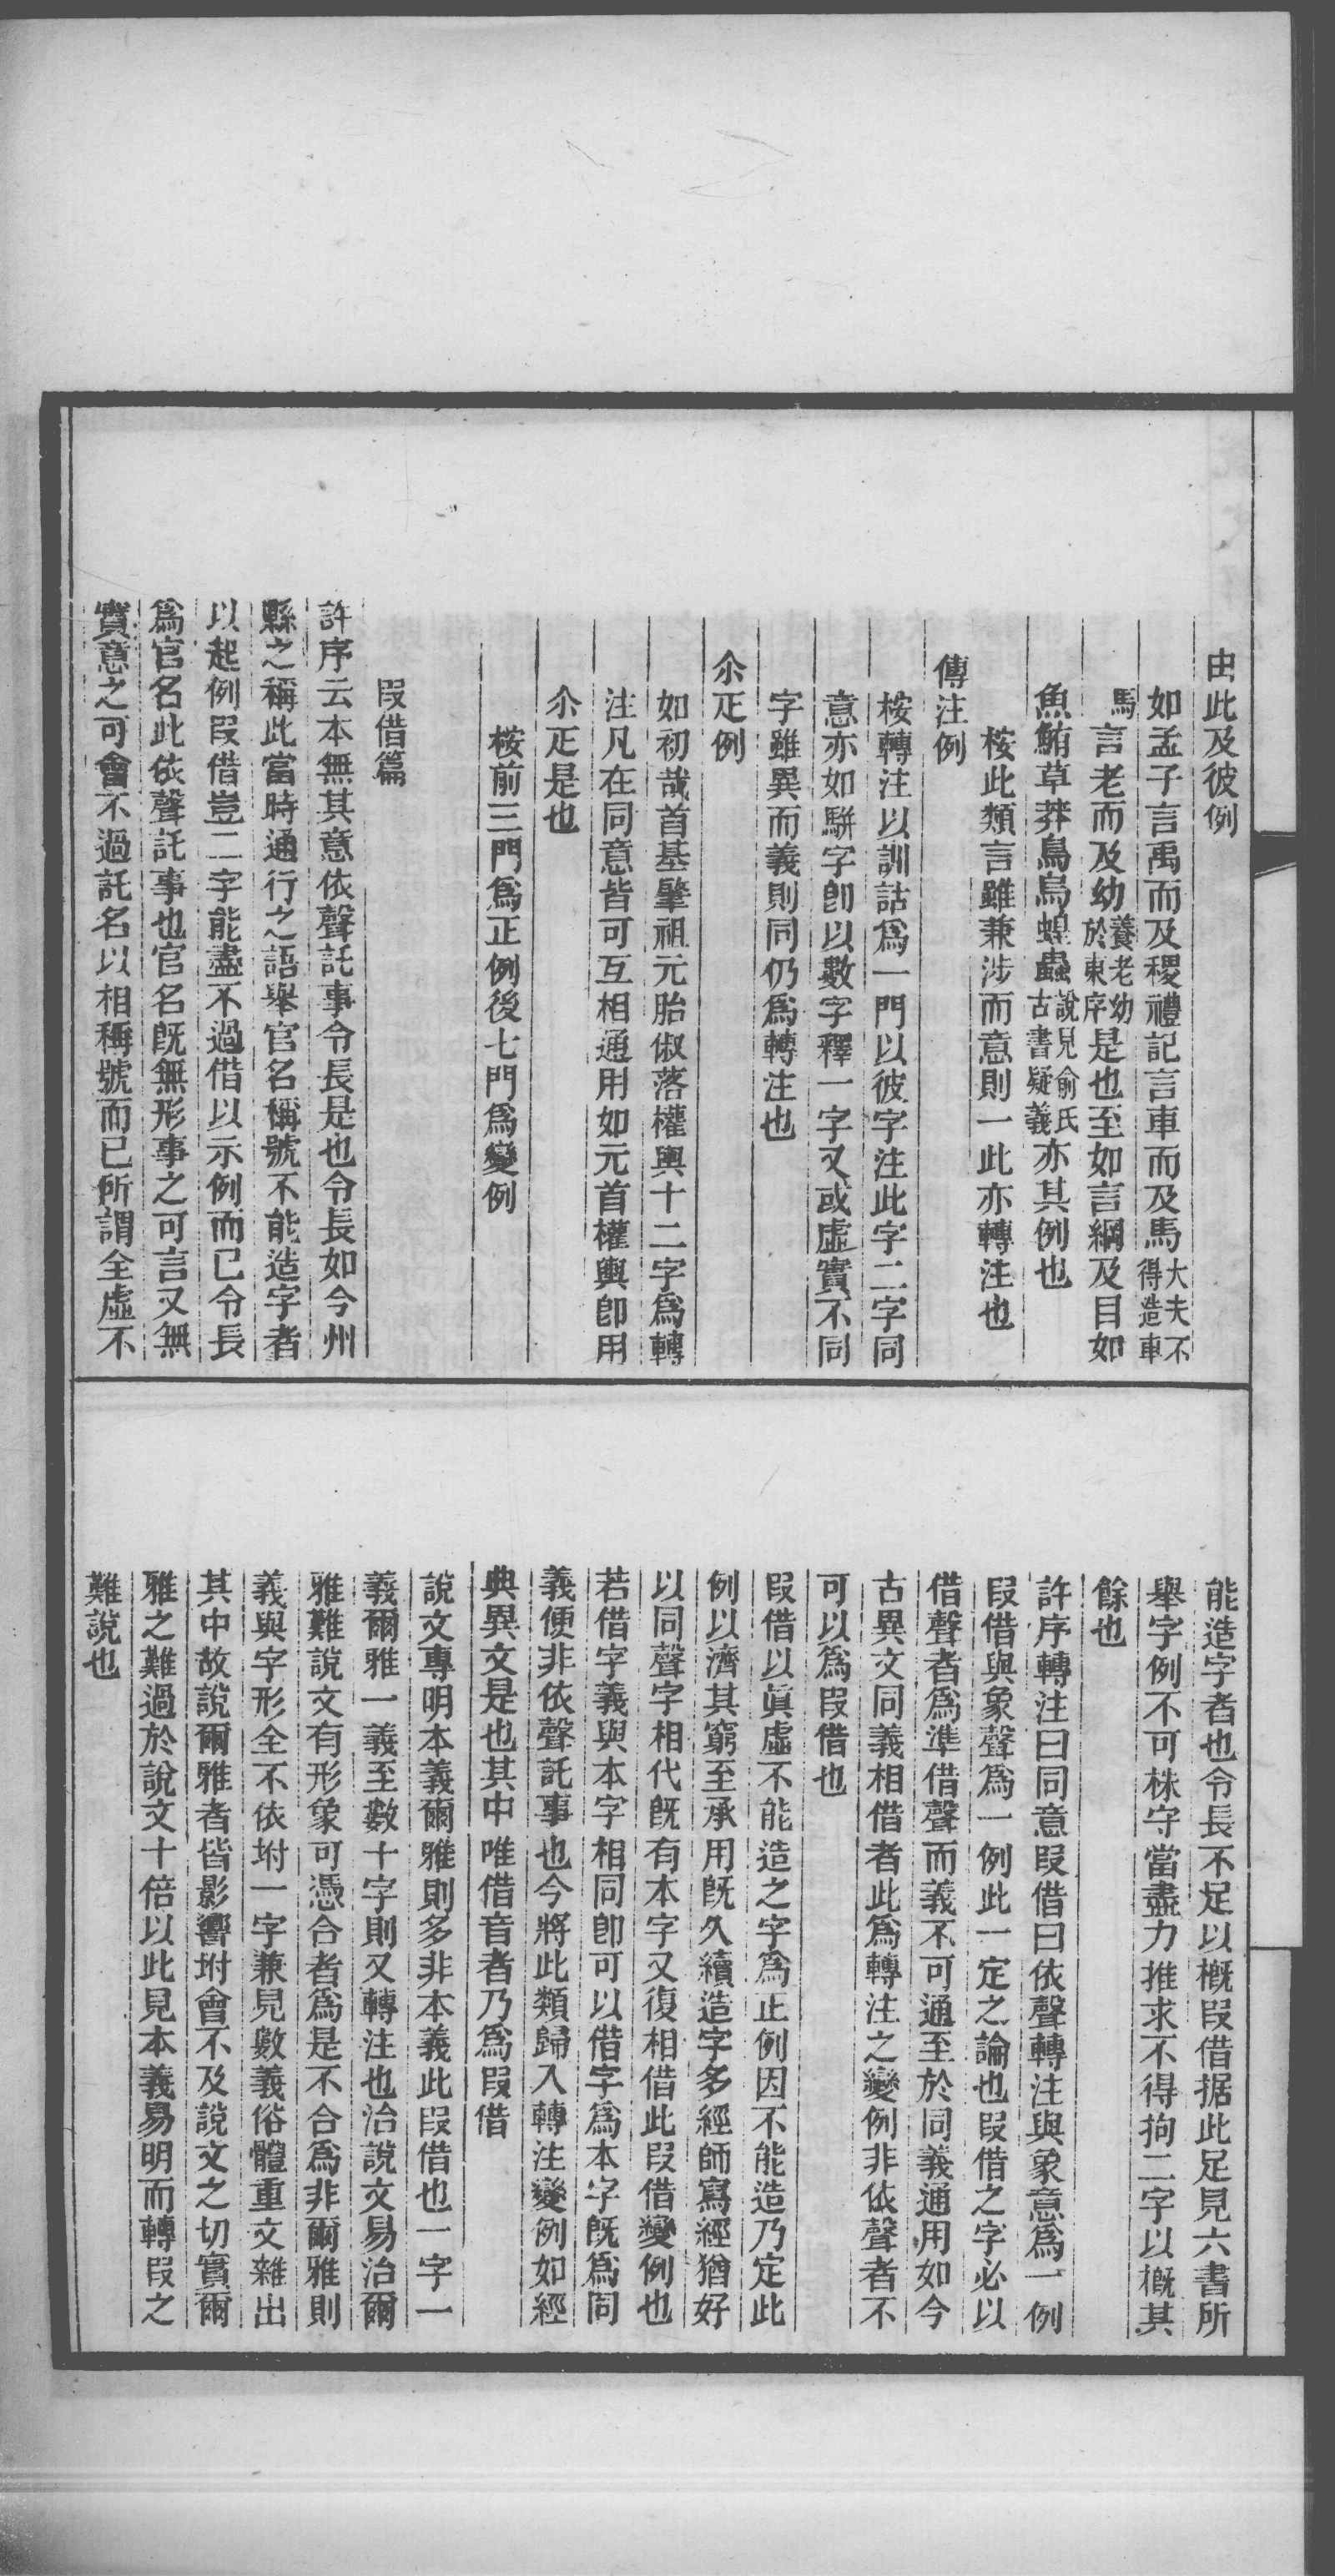 由此及彼例
如孟子言禹而及稷禮記言車而及馬大夫不得造車
馬言老而及幼養老幼於東序是也至如言綱及目如
魚鮪草莽鳥烏蝗蟲說見俞氏古書疑義亦其例也
桉此類言雖兼涉而意則一此亦轉注也
傳注例
桉轉注以訓詁爲一門以彼字注此字二字同
意亦如駢字卽以數字釋一字又或虛實不同
字雖異而義則同仍爲轉注也
尒疋例
如初哉首基肇祖元胎俶落權輿十二字爲轉
注凡在同意皆可互相通用如元首權輿卽用
尒疋是也
桉前三門爲正例後七門爲變例
叚借篇
許序云本無其意依聲託事令長是也令長如今州
縣之稱此當時通行之語舉官名稱號不能造字者
以起例叚借豈二字能盡不過借以示例而已令長
爲官名此依聲託事也官名旣無形事之可言又無
實意之可會不過託名以相稱號而已所謂全虛不
能造字者也令長不足以概叚借据此足見六書所
舉字例不可株守當盡力推求不得拘二字以概其
餘也
許序轉注曰同意叚借曰依聲轉注與象意爲一例
叚借與象聲爲一例此一定之論也叚借之字必以
借聲者爲準借聲而義不可通至於同義通用如今
古異文同義相借者此爲轉注之變例非依聲者不
可以爲叚借也
叚借以眞虛不能造之字爲正例因不能造乃定此
例以濟其窮至承用旣久續造字多經師寫經猶好
以同聲字相代旣有本字又復相借此叚借變例也
若借字義與本字相同卽可以借字爲本字旣爲同
義便非依聲託事也今將此類歸入轉注變例如經
典異文是也其中唯借音者乃爲叚借
說文專明本義爾雅則多非本義此叚借也一字一
義爾雅一義至數十字則又轉注也治說文易治爾
雅難說文有形象可憑合者爲是不合爲非爾雅則
義與字形全不依坿一字兼見數義俗體重文雜出
其中故說爾雅者皆影響坿會不及說文之切實爾
雅之難過於說文十倍以此見本義易明而轉叚之
難說也